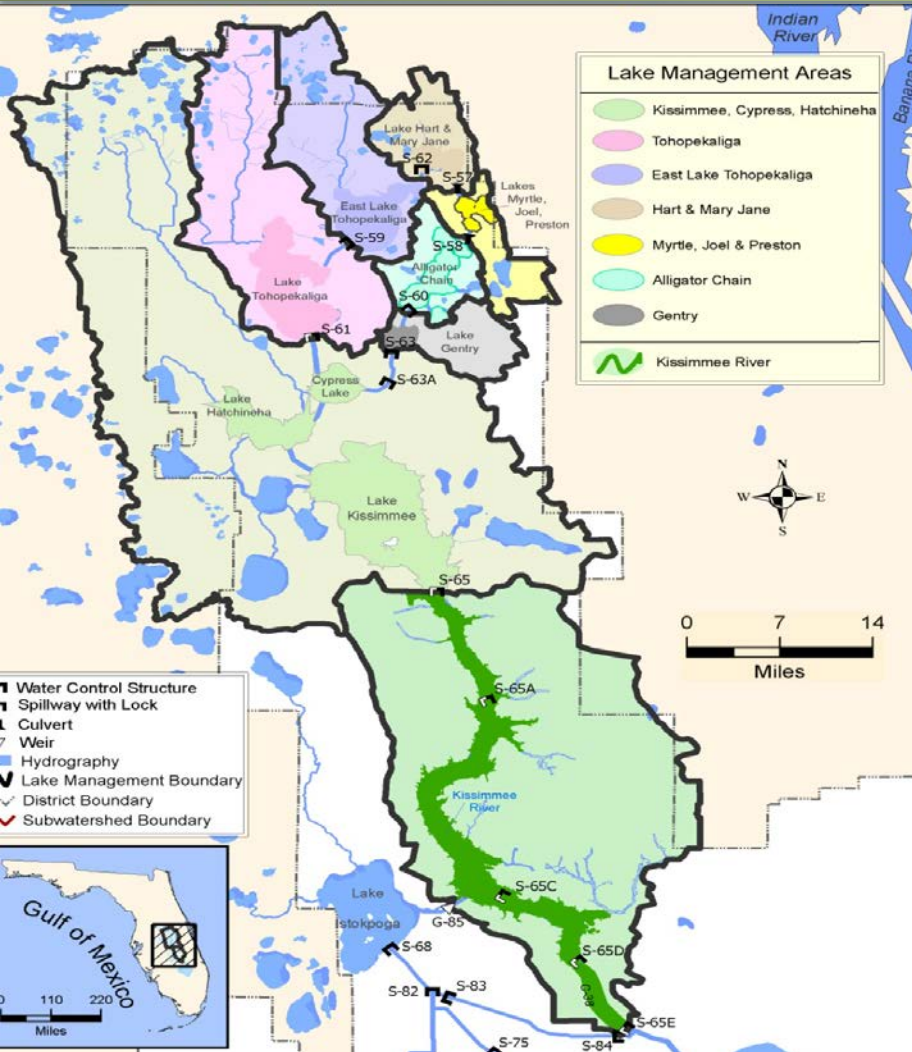 Indian
River
Lake Management Areas
Kissimmee, Cypress, Hatchineha
Tohopekaliga
East Lake Tohopekaliga
Hart & Mary Jane
Myrtle, Joel & Preston
Alligator Chain
Gentry
Kissimmee River
Lake Hart &
Mary Jane
S-62
S-57
Lakes
Myrtle,
Joel,
Preston
East Lake
Tohopekaliga
S-59
S-58
Alligator
Chain
Lake
Tohopekaliga
S-60
S-61
S-63
Lake
Gentry
S-63A
Cypress
Lake
Lake
Hatchineha
Lake
Kissimmee
N
W
E
S
S-65
0 7 14
Miles
Water Control Structure
Spillway with Lock
Culvert
Weir
Hydrography
Lake Management Boundary
District Boundary
Subwatershed Boundary
S-65A
Kissimmee
River
S-65C
Lake
Istokpoga
G-85
S-68
S-65D
C-38
S-82
S-83
S-65E
S-84
S-75
Gulf of Mexico
0 110 220
Miles